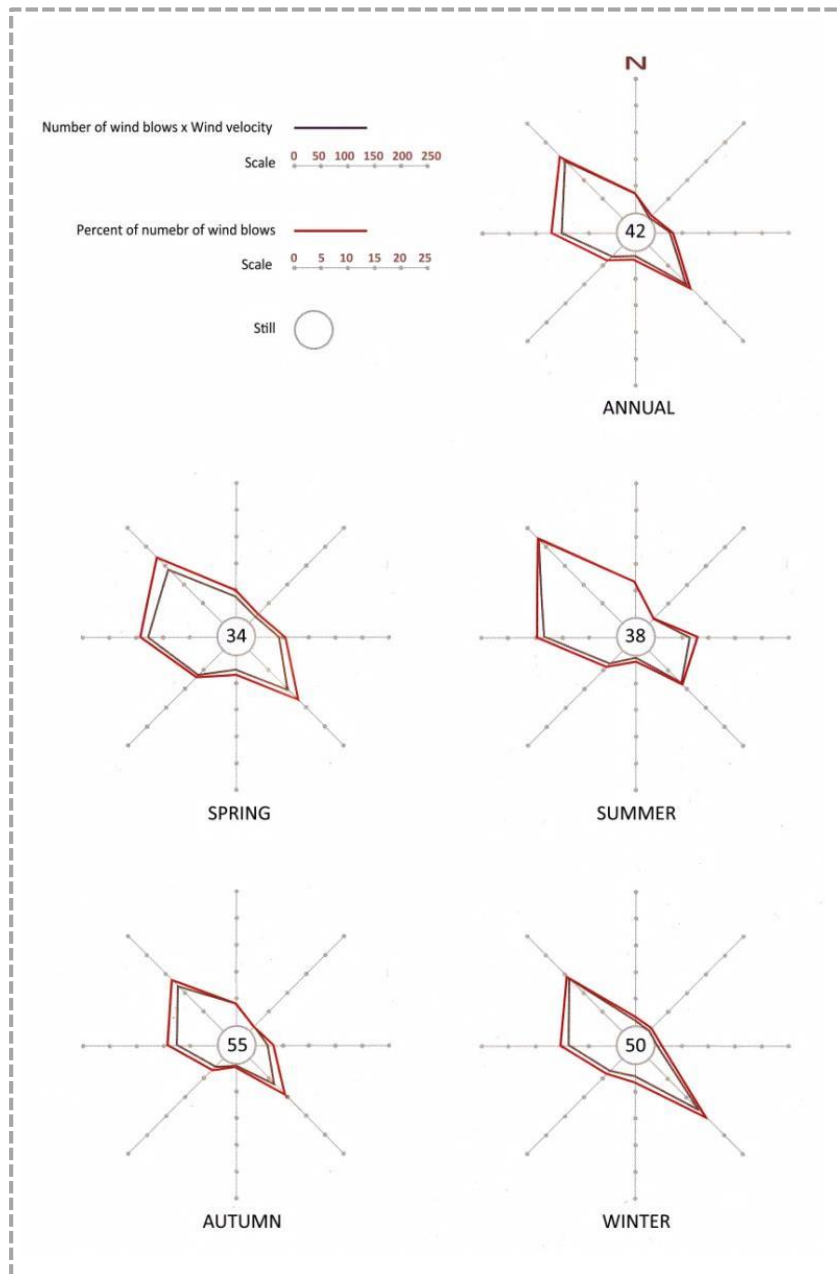 N
Number of wind blows x Wind velocity
Scale
0 50 100 150 200 250
42
Percent of numebr of wind blows
Scale
0 5 10 15 20 25
Still
ANNUAL
34
38
SPRING
SUMMER
55
50
AUTUMN
WINTER